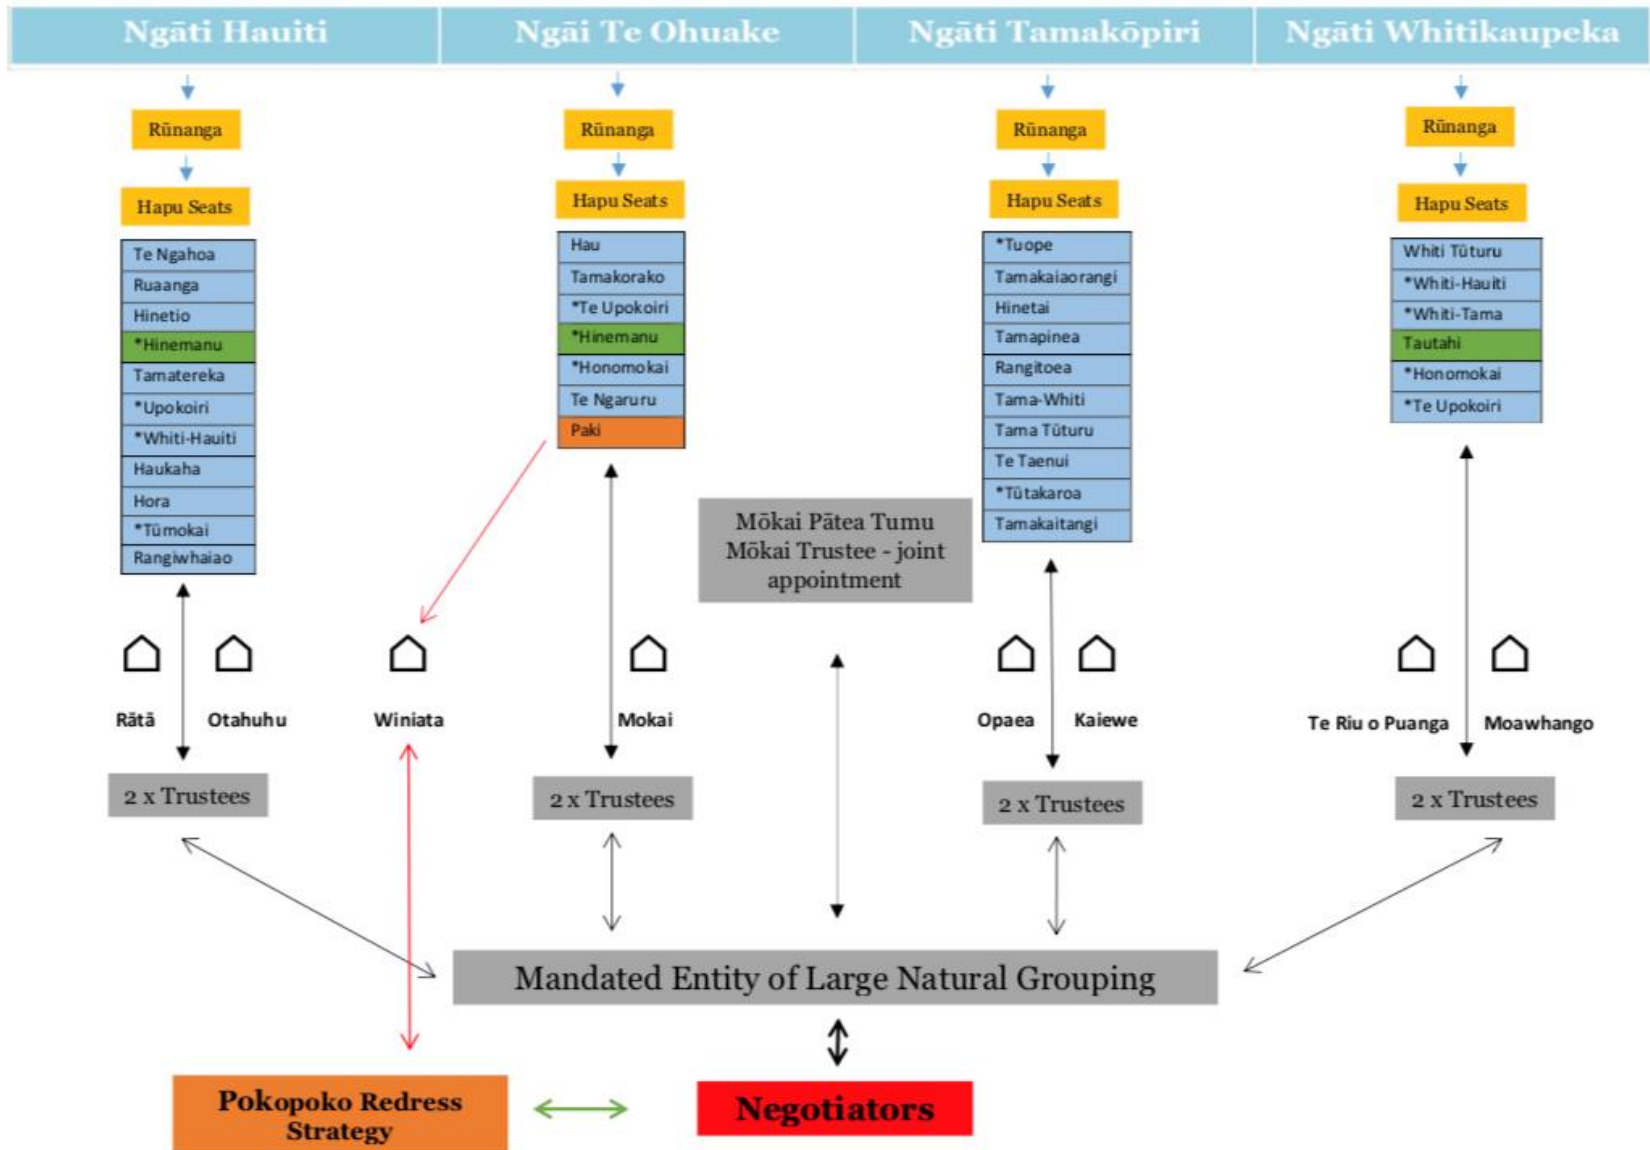 Ngāti Hauiti
Ngāi Te Ohuake
Ngāti Tamakōpiri
Ngāti Whitikaupeka
Rūnanga
Rūnanga
Rūnanga
Rūnanga
Hapu Seats
Hapu Seats
Hapu Seats
Hapu Seats
Te Ngahoa
Ruaanga
Hinetio
*Hinemanu
Tamatereka
*Upokoiri
*Whiti-Hauiti
Haukaha
Hora
*Tūmokai
Rangiwhaiao
Hau
Tamakorako
*Te Upokoiri
*Hinemanu
*Honomokai
Te Ngaruru
Paki
*Tuope
Tamakaiaorangi
Hinetai
Tamapinea
Rangitoea
Tama-Whiti
Tama Tūturu
Te Taenui
*Tūtakaroa
Tamakaitangi
Whiti Tūturu
*Whiti-Hauiti
*Whiti-Tama
Tautahi
*Honomokai
*Te Upokoiri
Mōkai Pātea Tumu
Mōkai Trustee - joint
appointment
Rātā
Otahuhu
Winiata
Mokai
Opaea
Kaiewe
Te Riu o Puanga
Moawhango
2 x Trustees
2 x Trustees
2 x Trustees
2 x Trustees
Mandated Entity of Large Natural Grouping
Pokopoko Redress
Strategy
Negotiators